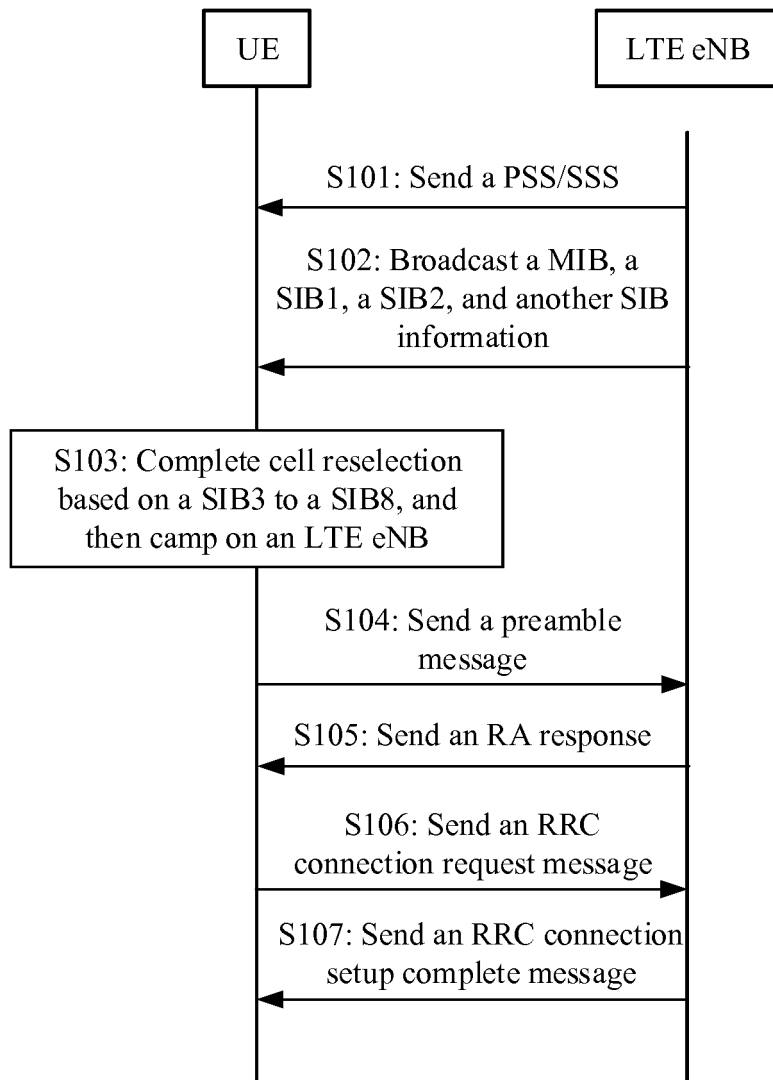 UE
LTE eNB
S101: Send a PSS/SSS
S102: Broadcast a MIB, a
SIB1, a SIB2, and another SIB
information
S103: Complete cell reselection
based on a SIB3 to a SIB8, and
then camp on an LTE eNB
S104: Send a preamble
message
S105: Send an RA response
S106: Send an RRC
connection request message
S107: Send an RRC connection
setup complete message